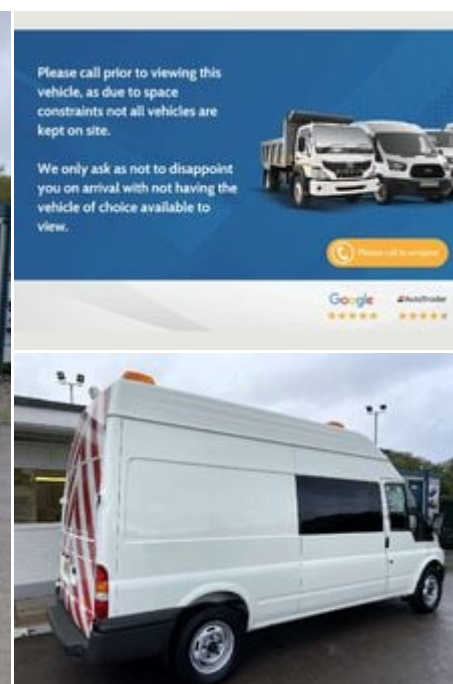 Please call prior to viewing this
vehicle, as due to space
constraints not all vehicles are
kept on site.
We only ask as not to disappoint
you on arrival with not having the
vehicle of choice available to
view.
Please call to enquire
Google
AutoTrader